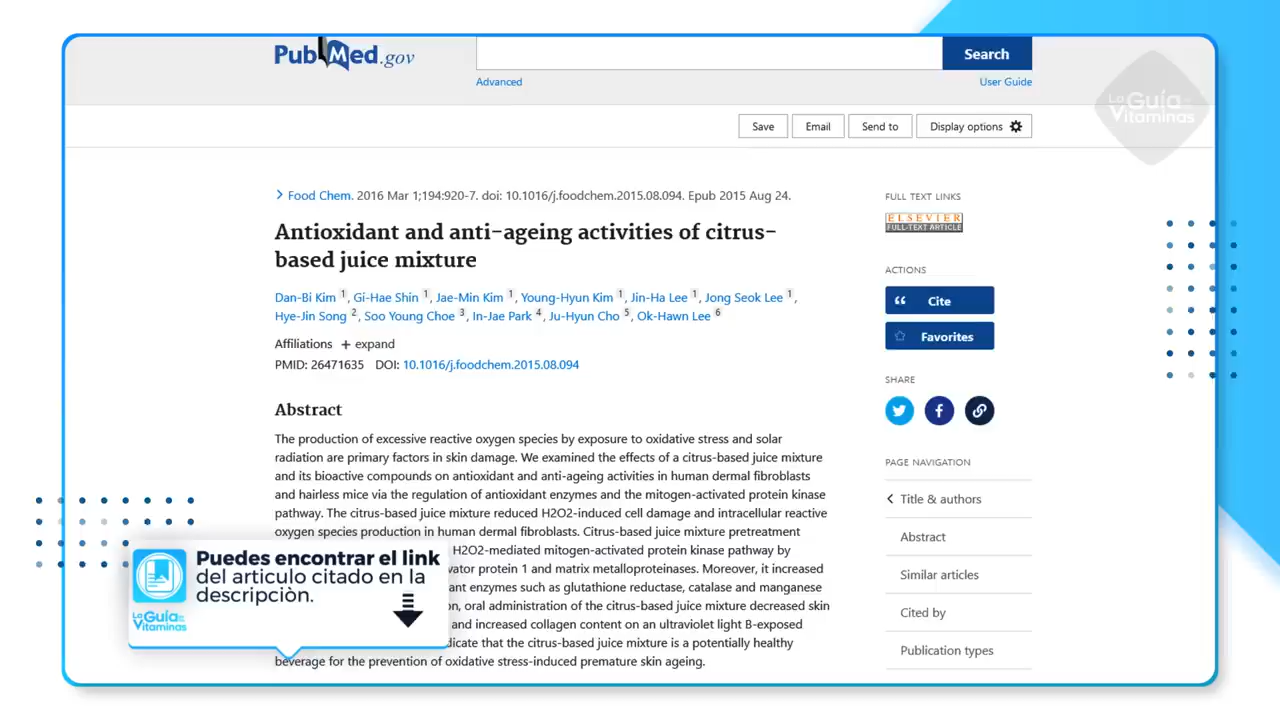 PubMed.gov
Search
Advanced
User Guide
La Guía de las Vitaminas
Save
Email
Send to
Display options
Food Chem. 2016 Mar 1;194:920-7. doi: 10.1016/j.foodchem.2015.08.094. Epub 2015 Aug 24.
Antioxidant and anti-ageing activities of citrus-
based juice mixture
Dan-Bi Kim 1, Gi-Hae Shin 1, Jae-Min Kim 1, Young-Hyun Kim 1, Jin-Ha Lee 1, Jong Seok Lee 1,
Hye-Jin Song 2, Soo Young Choe 3, In-Jae Park 4, Ju-Hyun Cho 5, Ok-Hawn Lee 6
Affiliations + expand
PMID: 26471635 DOI: 10.1016/j.foodchem.2015.08.094
Abstract
The production of excessive reactive oxygen species by exposure to oxidative stress and solar
radiation are primary factors in skin damage. We examined the effects of a citrus-based juice mixture
and its bioactive compounds on antioxidant and anti-ageing activities in human dermal fibroblasts
and hairless mice via the regulation of antioxidant enzymes and the mitogen-activated protein kinase
pathway. The citrus-based juice mixture reduced H2O2-induced cell damage and intracellular reactive
oxygen species production in human dermal fibroblasts. Citrus-based juice mixture pretreatment
H2O2-mediated mitogen-activated protein kinase pathway by
vator protein 1 and matrix metalloproteinases. Moreover, it increased
ant enzymes such as glutathione reductase, catalase and manganese
on, oral administration of the citrus-based juice mixture decreased skin
and increased collagen content on an ultraviolet light B-exposed
dicate that the citrus-based juice mixture is a potentially healthy
beverage for the prevention of oxidative stress-induced premature skin ageing.
FULL TEXT LINKS
ELSEVIER
FULL-TEXT ARTICLE
ACTIONS
Cite
Favorites
SHARE
PAGE NAVIGATION
Title & authors
Abstract
Similar articles
Cited by
Publication types
Puedes encontrar el link
del articulo citado en la
descripciòn.
La Guía de las Vitaminas